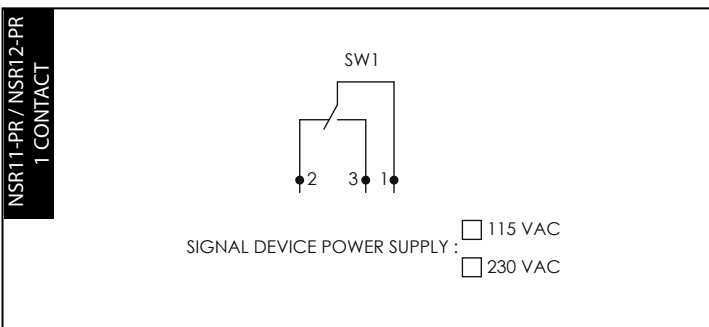 NSR11-PR / NSR12-PR
1 CONTACT
SW1
2 3 1
SIGNAL DEVICE POWER SUPPLY :
115 VAC
230 VAC